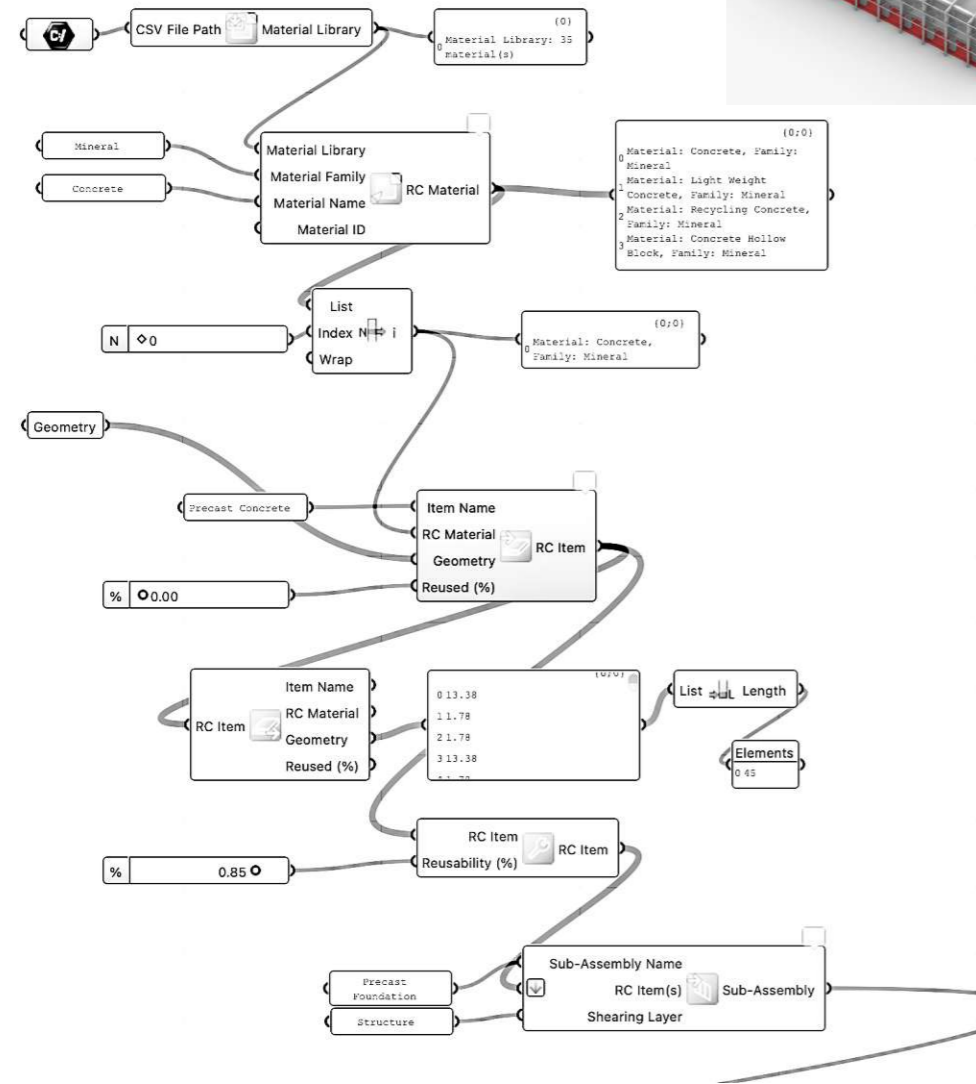 CSV File Path Material Library
{0}
0 Material Library: 35
material(s)
Mineral
Concrete
Material Library
Material Family
Material Name
Material ID
RC Material
{0;0}
0 Material: Concrete, Family:
Mineral
1 Material: Light Weight
Concrete, Family: Mineral
2 Material: Recycling Concrete,
Family: Mineral
3 Material: Concrete Hollow
Block, Family: Mineral
N 0
List
Index
Wrap
N i
{0;0}
0 Material: Concrete,
Family: Mineral
Geometry
Precast Concrete
% 0.00
Item Name
RC Material
Geometry
Reused (%)
RC Item
RC Item
Item Name
RC Material
Geometry
Reused (%)
{0;0}
0 13.38
1 1.78
2 1.78
3 13.38
List L Length
Elements
0 45
% 0.85
RC Item
Reusability (%)
RC Item
Precast
Foundation
Structure
Sub-Assembly Name
RC Item(s)
Shearing Layer
Sub-Assembly